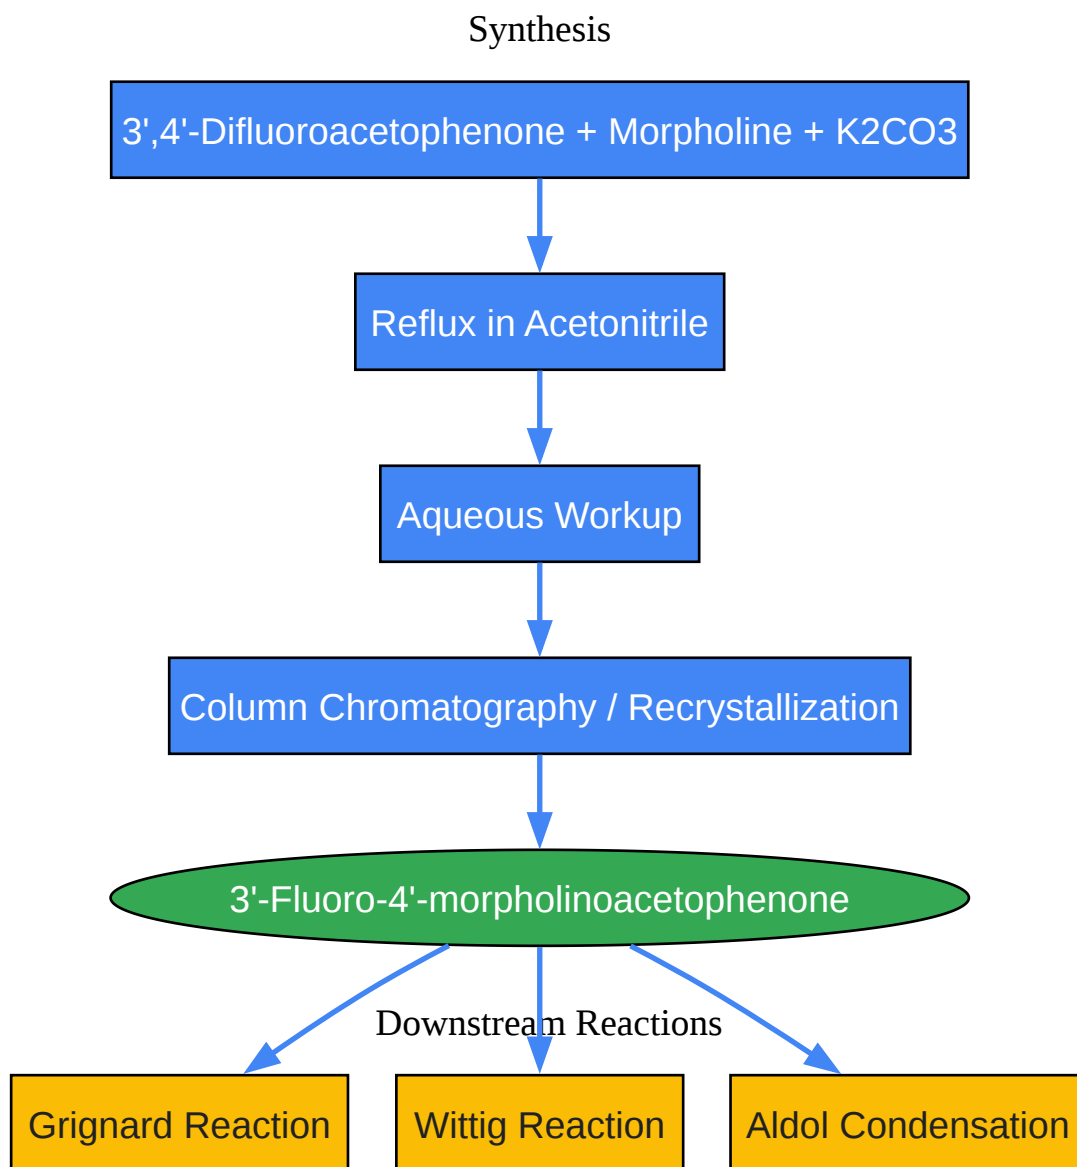 Synthesis
3',4'-Difluoroacetophenone + Morpholine + K2CO3
Reflux in Acetonitrile
Aqueous Workup
Column Chromatography / Recrystallization
3'-Fluoro-4'-morpholinoacetophenone
Downstream Reactions
Grignard Reaction
Wittig Reaction
Aldol Condensation